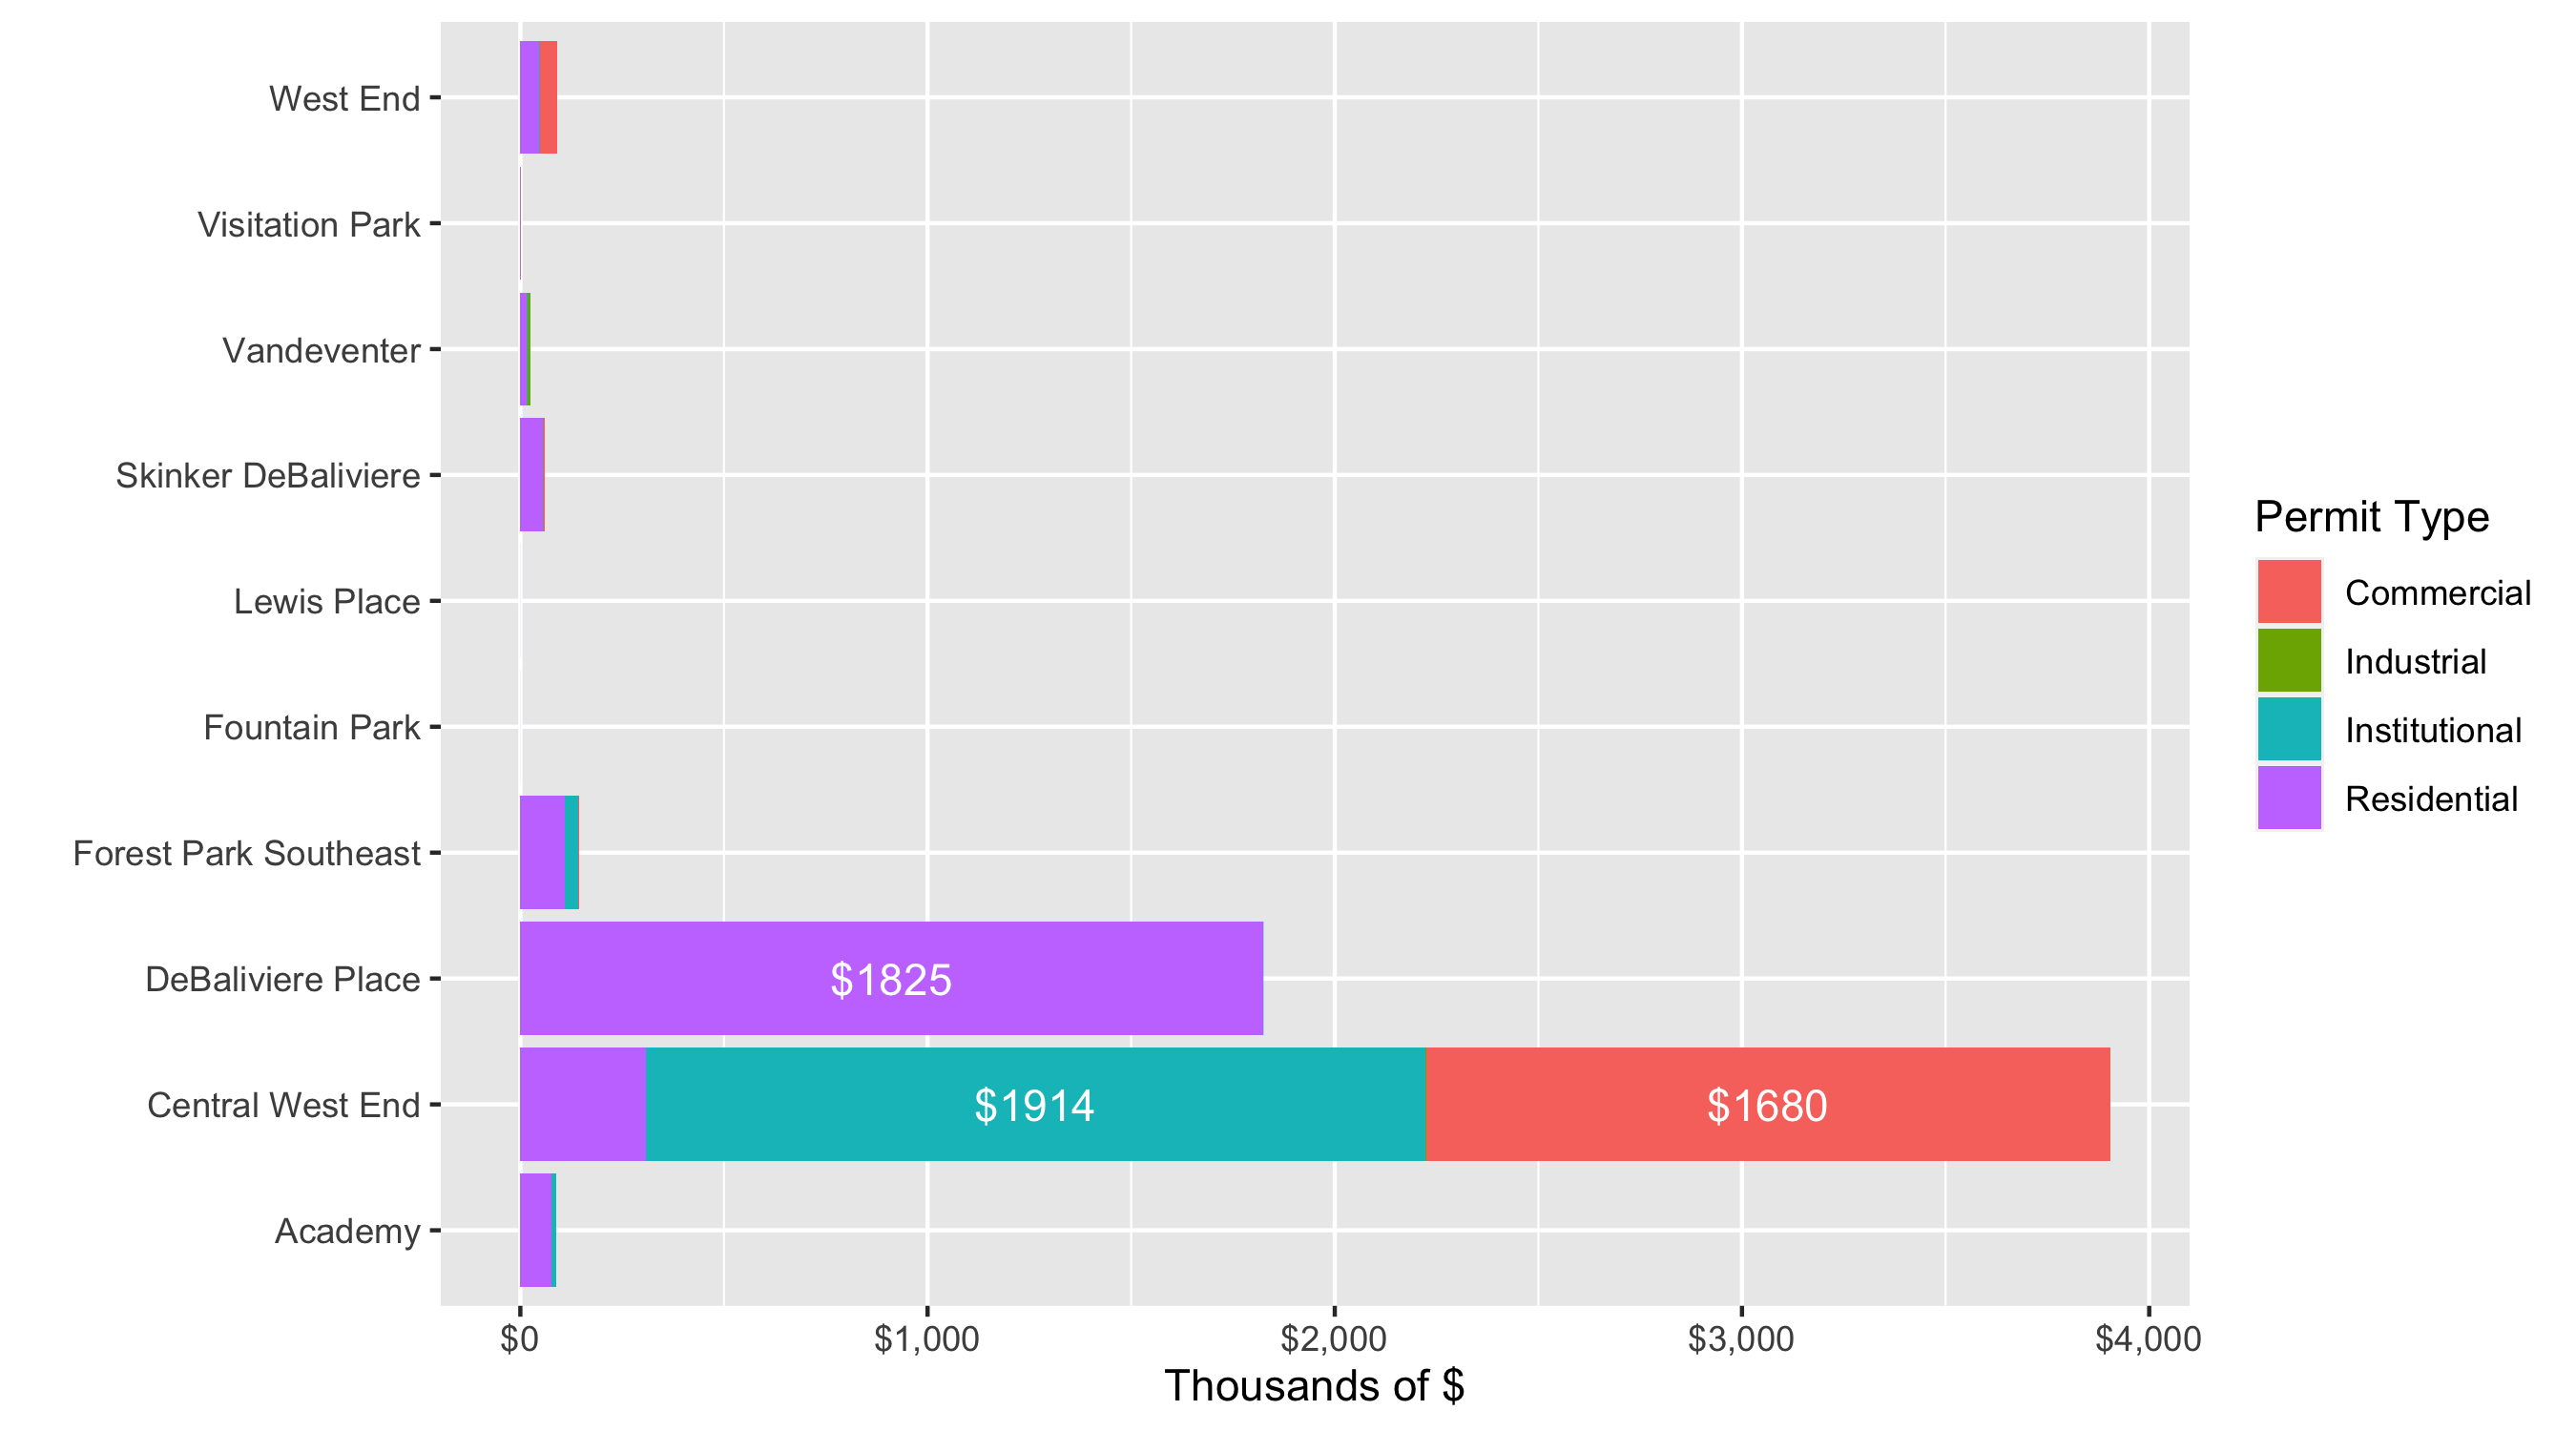 West End
Visitation Park
Vandeventer
Skinker DeBaliviere
Lewis Place
Fountain Park
Forest Park Southeast
DeBaliviere Place
$1825
Central West End
$1914
$1680
Academy
$0
$1,000
$2,000
$3,000
$4,000
Thousands of $
Permit Type
Commercial
Industrial
Institutional
Residential